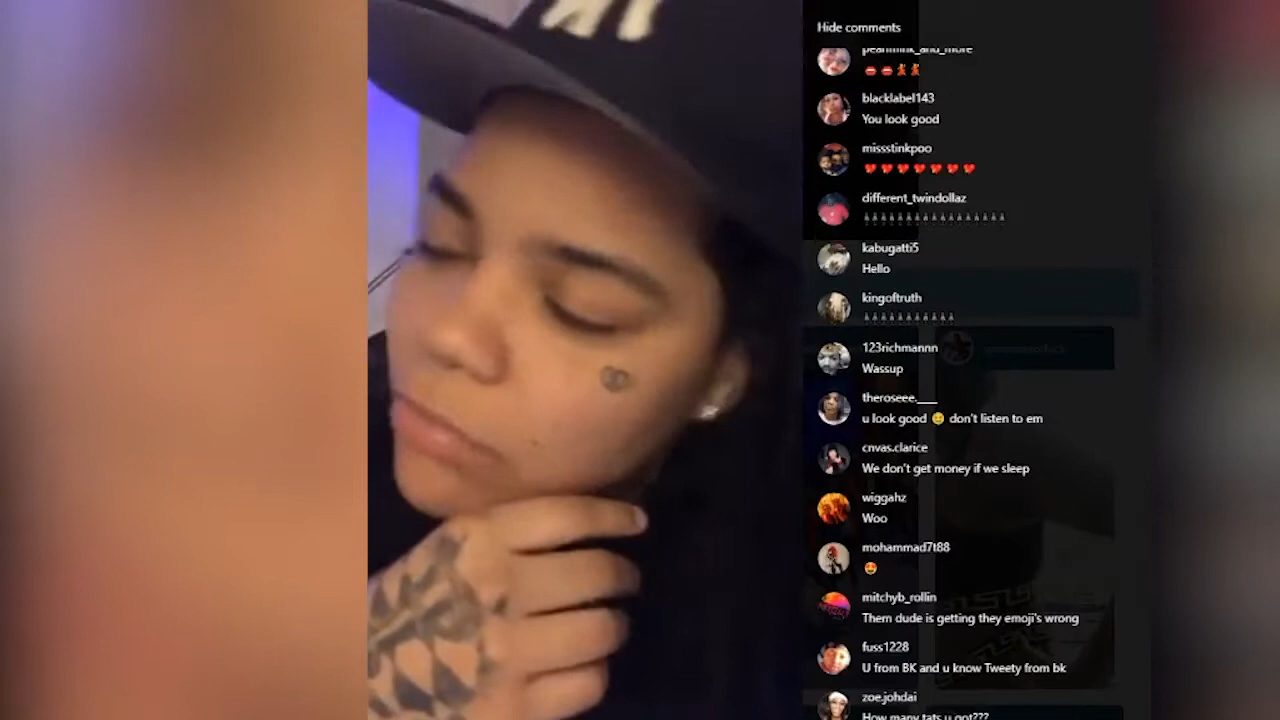 Hide comments
blacklabel143
You look good
missstinkpoo
❤️❤️❤️❤️❤️❤️❤️
different_twindollaz
kabugatti5
Hello
kingoftruth
123richmannn
Wassup
theroseee.___
u look good 🙂 don't listen to em
cnvas.clarice
We don't get money if we sleep
wiggahz
Woo
mohammad7t88
😍
mitchyb_rollin
Them dude is getting they emoji's wrong
fuss1228
U from BK and u know Tweety from bk
zoe.johdai
How many tats u got???